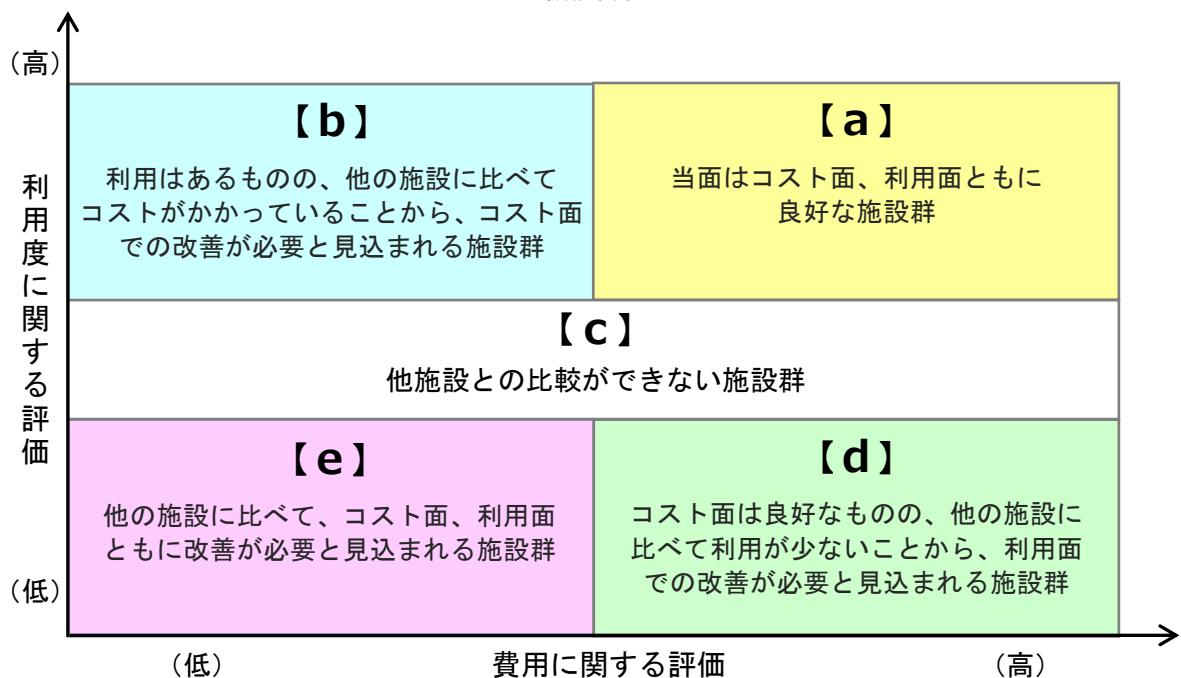 (高)
【b】
利用はあるものの、他の施設に比べて
コストがかかっていることから、コスト面
での改善が必要と見込まれる施設群
【a】
当面はコスト面、利用面ともに
良好な施設群
利用度に関する評価
【c】
他施設との比較ができない施設群
【e】
他の施設に比べて、コスト面、利用面
ともに改善が必要と見込まれる施設群
【d】
コスト面は良好なものの、他の施設に
比べて利用が少ないことから、利用面
での改善が必要と見込まれる施設群
(低)
(低)
費用に関する評価
(高)